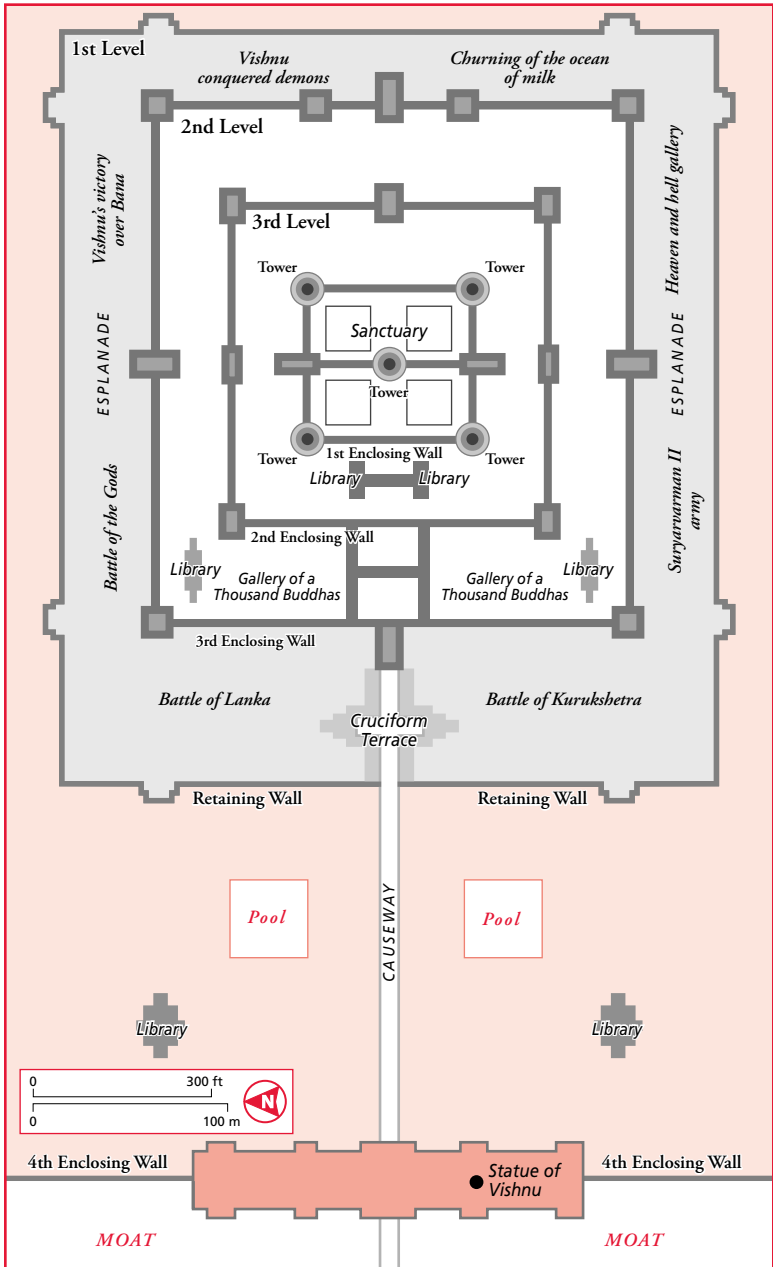 1st Level
Vishnu
conquered demons
Churning of the ocean
of milk
2nd Level
Vishnu's victory
over Bana
Heaven and hell gallery
3rd Level
Tower
Tower
Sanctuary
Tower
ESPLANADE
ESPLANADE
Tower
Tower
1st Enclosing Wall
Library
Library
Battle of the Gods
Suryarvarman II
army
2nd Enclosing Wall
Library
Gallery of a
Thousand Buddhas
Gallery of a
Thousand Buddhas
Library
3rd Enclosing Wall
Battle of Lanka
Battle of Kurukshetra
Cruciform
Terrace
Retaining Wall
Retaining Wall
Pool
CAUSEWAY
Pool
Library
Library
0 300 ft
0 100 m
N
4th Enclosing Wall
Statue of
Vishnu
4th Enclosing Wall
MOAT
MOAT